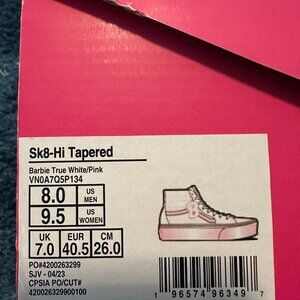 Sk8-Hi Tapered
Barbie True White/Pink
VN0A7Q5P134
8.0 US MEN
9.5 US WOMEN
UK EUR CM
7.0 40.5 26.0
PO#4200263299
SJV - 04/23
CPSIA PO/CUT#
420026329900100
1 96574 96349 7